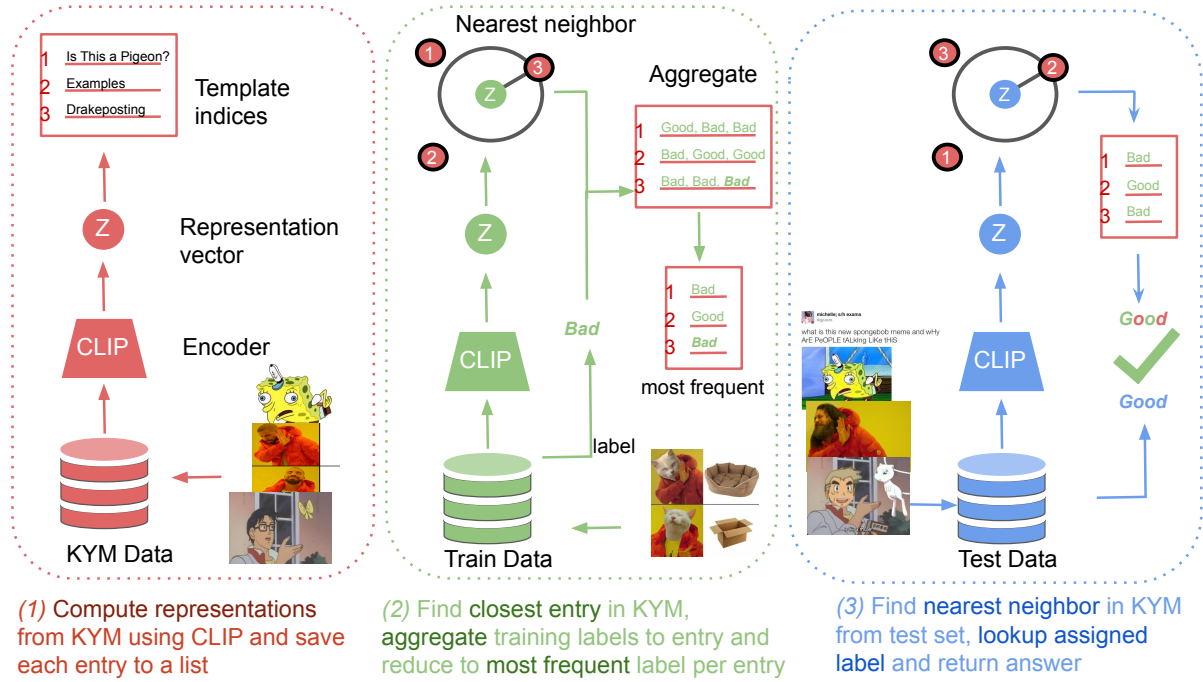 1 Is This a Pigeon?
2 Examples
3 Drakeposting
Template
indices
Z
Representation
vector
CLIP
Encoder
KYM Data
(1) Compute representations
from KYM using CLIP and save
each entry to a list
Nearest neighbor
1
3
Z
2
Aggregate
1 Good, Bad, Bad
2 Bad, Good, Good
3 Bad, Bad, Bad
Z
1 Bad
2 Good
3 Bad
most frequent
CLIP
Bad
label
Train Data
(2) Find closest entry in KYM,
aggregate training labels to entry and
reduce to most frequent label per entry
3
2
Z
1
1 Bad
2 Good
3 Bad
Z
michelle; s/h exams
what is this new spongebob meme and wHy
ArE PeOPLE tALking LiKe tHiS
CLIP
Good
Good
Test Data
(3) Find nearest neighbor in KYM
from test set, lookup assigned
label and return answer